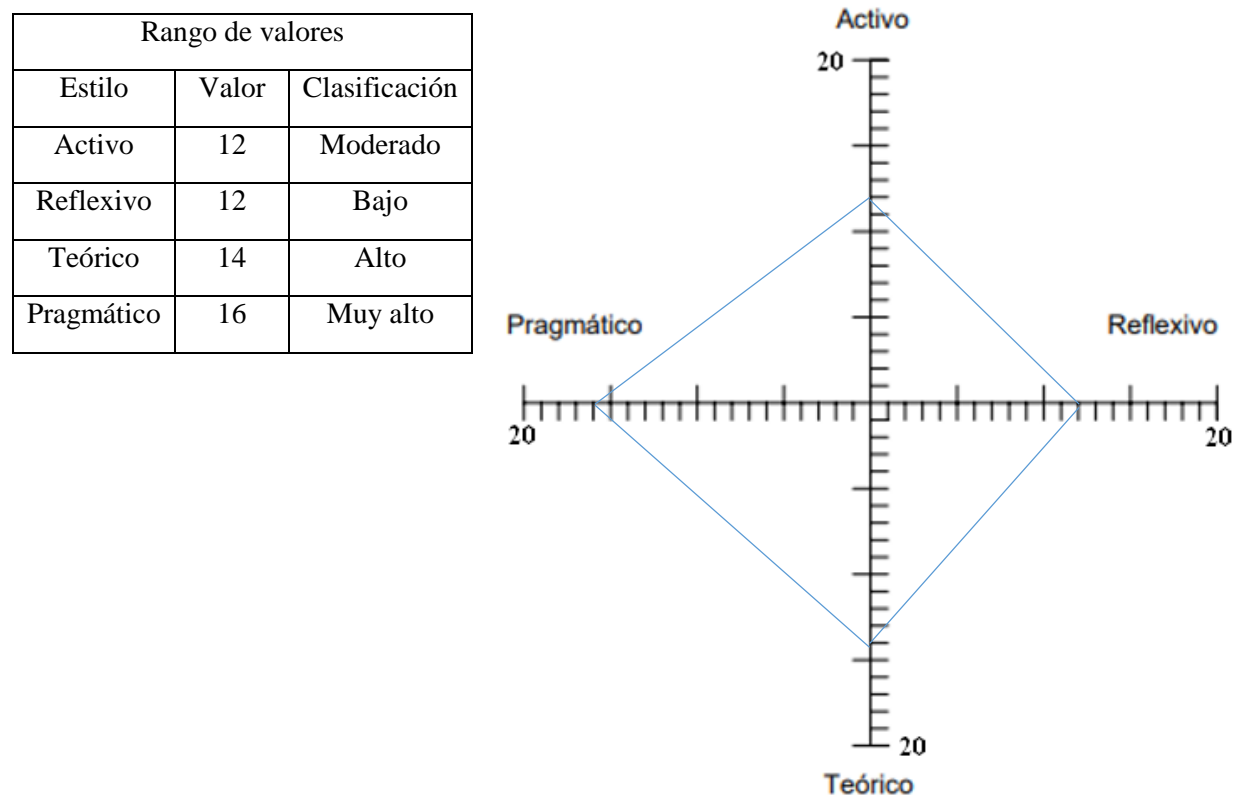 Rango de valores
Estilo Valor Clasificación
Activo 12 Moderado
Reflexivo 12 Bajo
Teórico 14 Alto
Pragmático 16 Muy alto
Activo
20
Pragmático
Reflexivo
20
20
20
Teórico